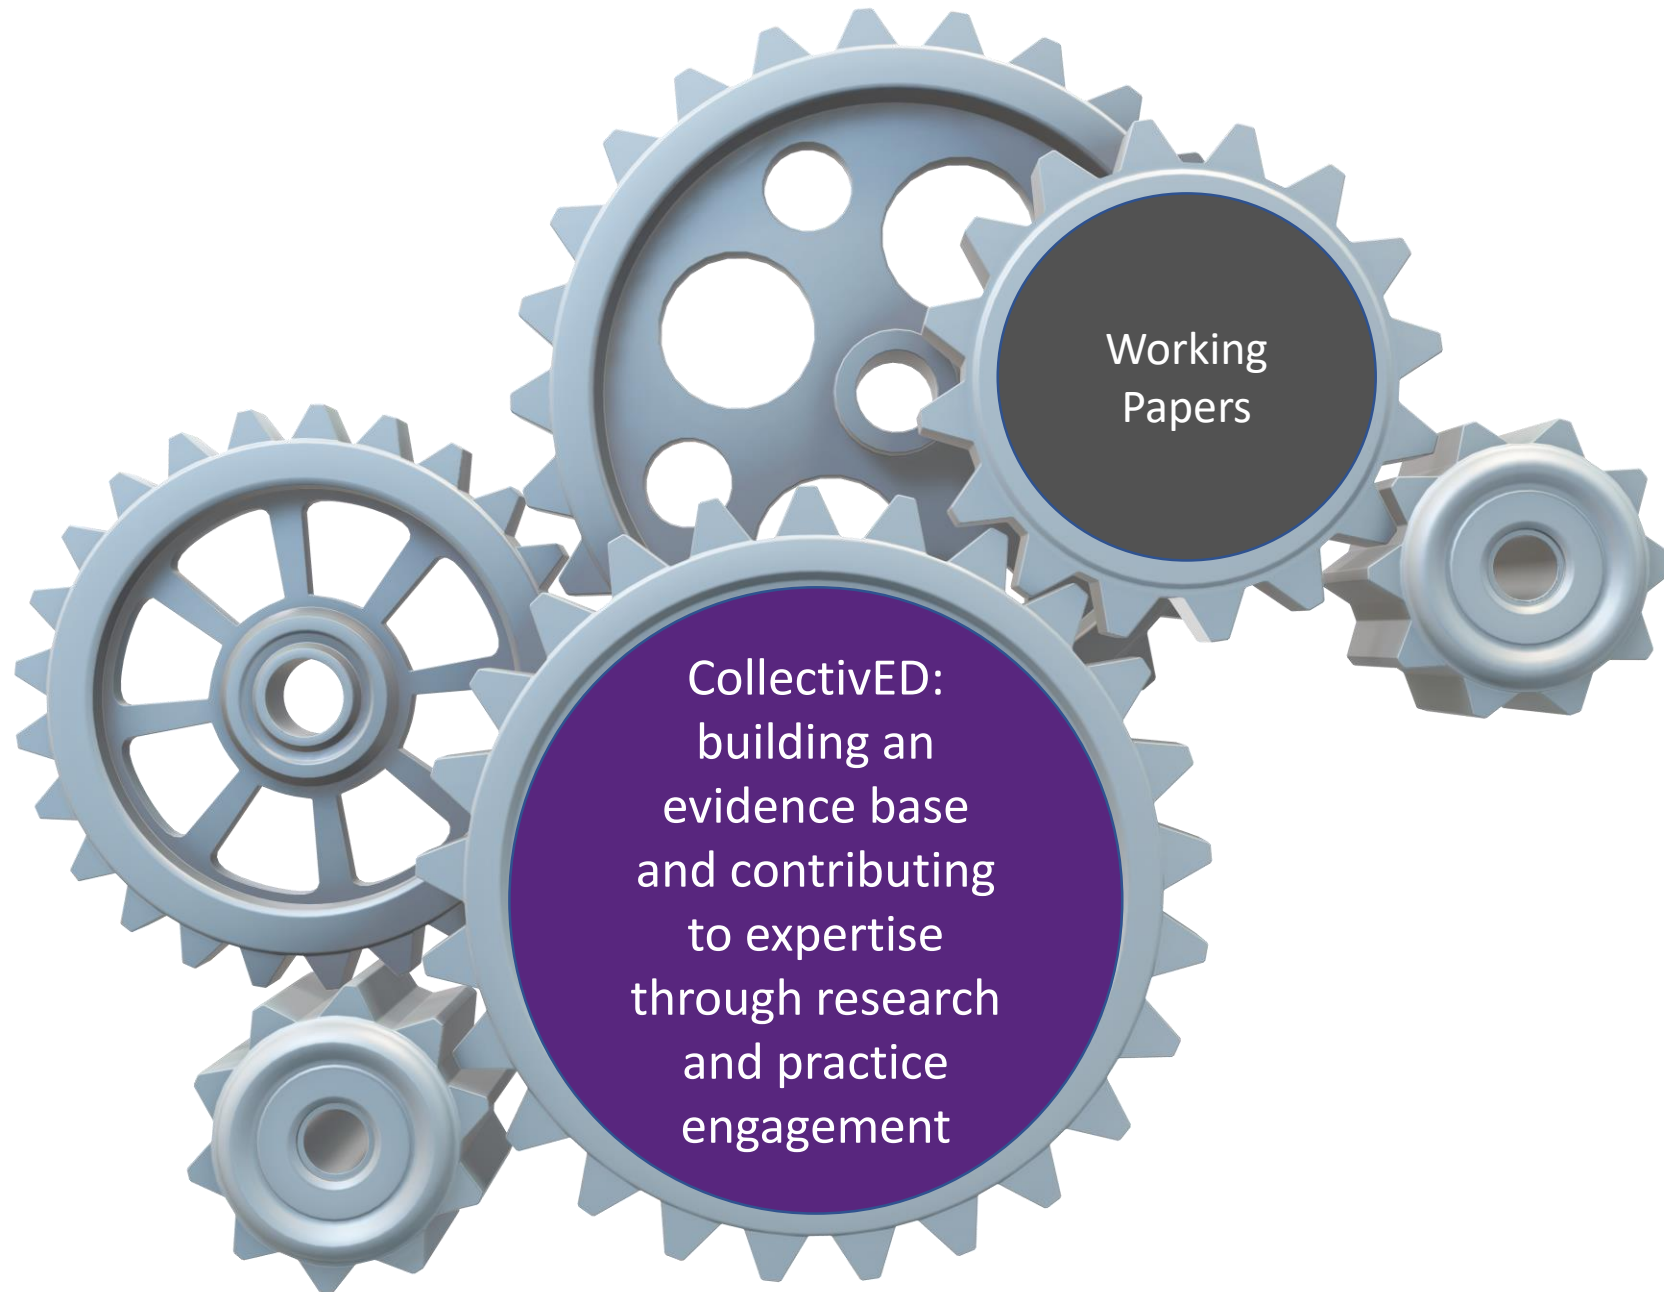 Working
Papers
CollectivED:
building an
evidence base
and contributing
to expertise
through research
and practice
engagement